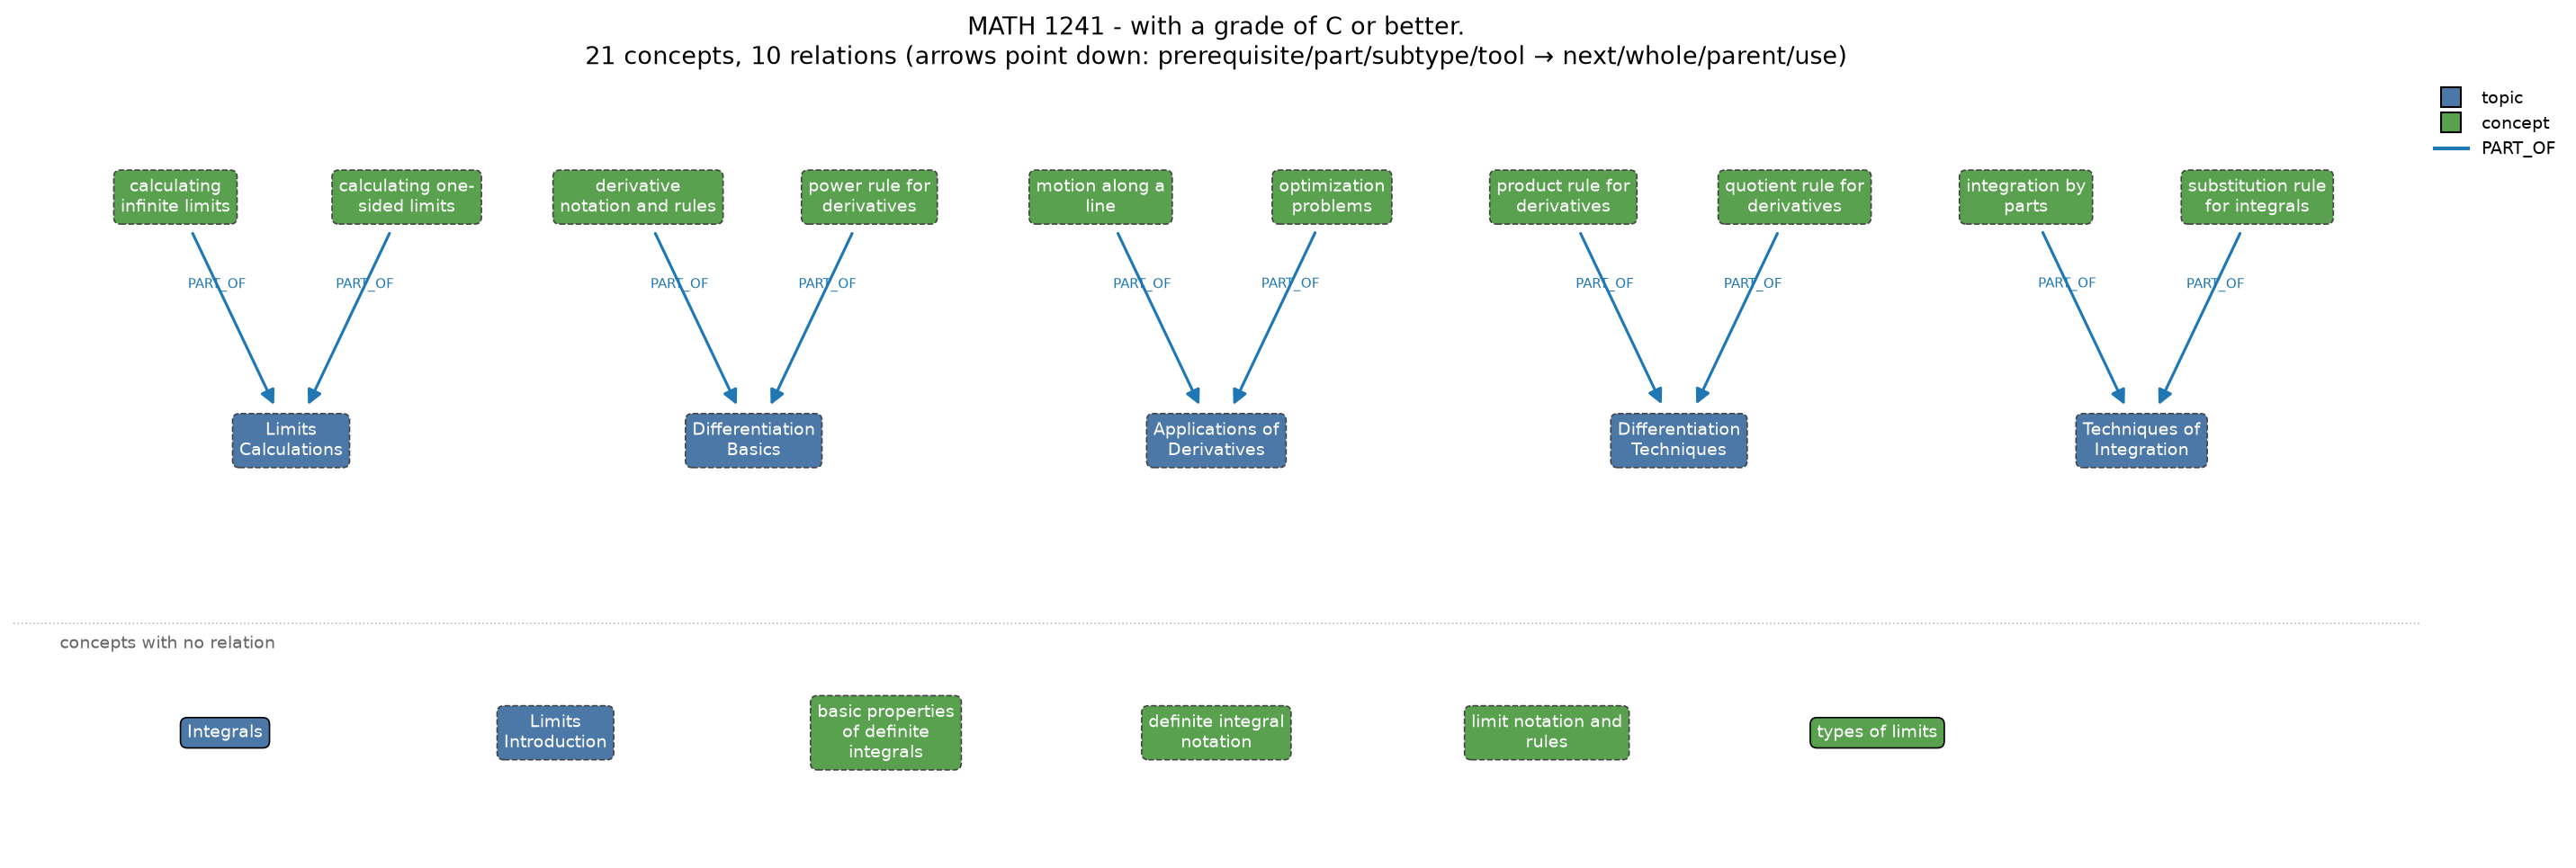 MATH 1241 - with a grade of C or better.
21 concepts, 10 relations (arrows point down: prerequisite/part/subtype/tool → next/whole/parent/use)
topic
concept
PART_OF
calculating
infinite limits
calculating one-
sided limits
derivative
notation and rules
power rule for
derivatives
motion along a
line
optimization
problems
product rule for
derivatives
quotient rule for
derivatives
integration by
parts
substitution rule
for integrals
PART_OF
PART_OF
PART_OF
PART_OF
PART_OF
PART_OF
PART_OF
PART_OF
PART_OF
PART_OF
Limits
Calculations
Differentiation
Basics
Applications of
Derivatives
Differentiation
Techniques
Techniques of
Integration
concepts with no relation
Integrals
Limits
Introduction
basic properties
of definite
integrals
definite integral
notation
limit notation and
rules
types of limits